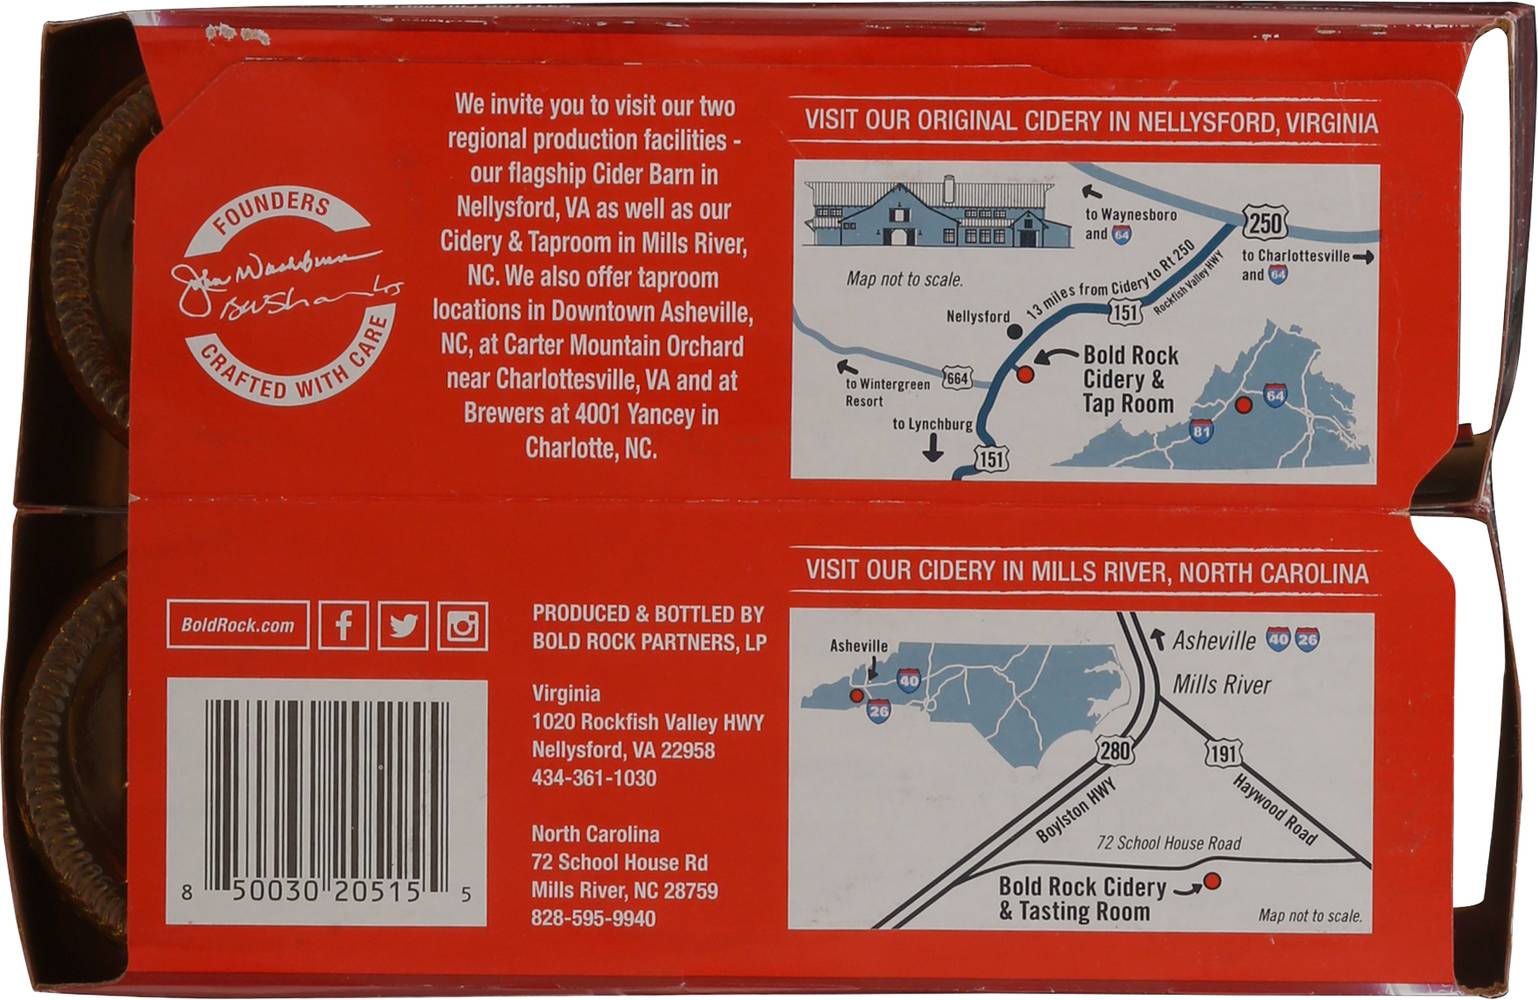 FOUNDERS
John Washburn
BWShanks
CRAFTED WITH CARE
We invite you to visit our two
regional production facilities -
our flagship Cider Barn in
Nellysford, VA as well as our
Cidery & Taproom in Mills River,
NC. We also offer taproom
locations in Downtown Asheville,
NC, at Carter Mountain Orchard
near Charlottesville, VA and at
Brewers at 4001 Yancey in
Charlotte, NC.
VISIT OUR ORIGINAL CIDERY IN NELLYSFORD, VIRGINIA
to Waynesboro
and 64
250
to Charlottesville
and 64
Map not to scale.
13 miles from Cidery to Rt 250
Rockfish Valley HWY
151
Nellysford
Bold Rock
Cidery &
Tap Room
664
to Wintergreen
Resort
to Lynchburg
151
64
81
VISIT OUR CIDERY IN MILLS RIVER, NORTH CAROLINA
Asheville
40
26
Asheville 40 26
Mills River
280
191
Boylston HWY
Haywood Road
72 School House Road
Bold Rock Cidery
& Tasting Room
Map not to scale.
BoldRock.com
f
PRODUCED & BOTTLED BY
BOLD ROCK PARTNERS, LP
Virginia
1020 Rockfish Valley HWY
Nellysford, VA 22958
434-361-1030
North Carolina
72 School House Rd
Mills River, NC 28759
828-595-9940
8 50030 20515 5